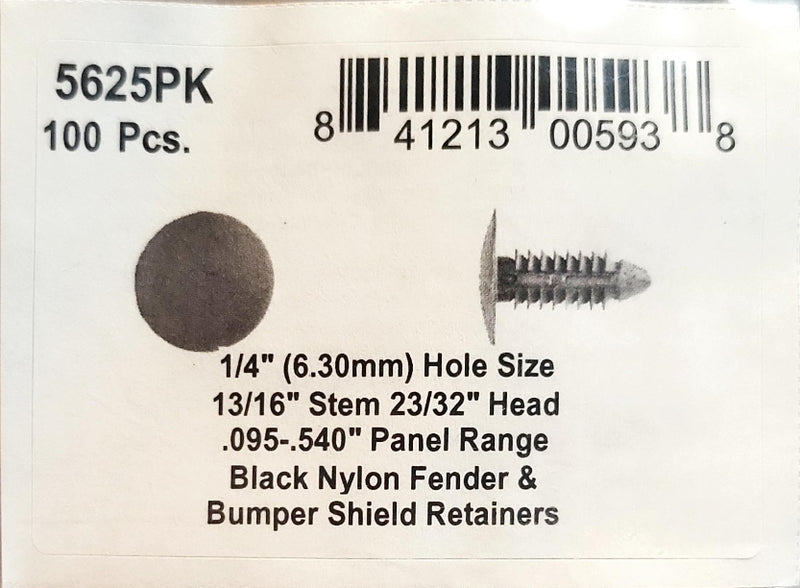 5625PK
100 Pcs.
8 41213 00593 8
1/4" (6.30mm) Hole Size
13/16" Stem 23/32" Head
.095-.540" Panel Range
Black Nylon Fender &
Bumper Shield Retainers